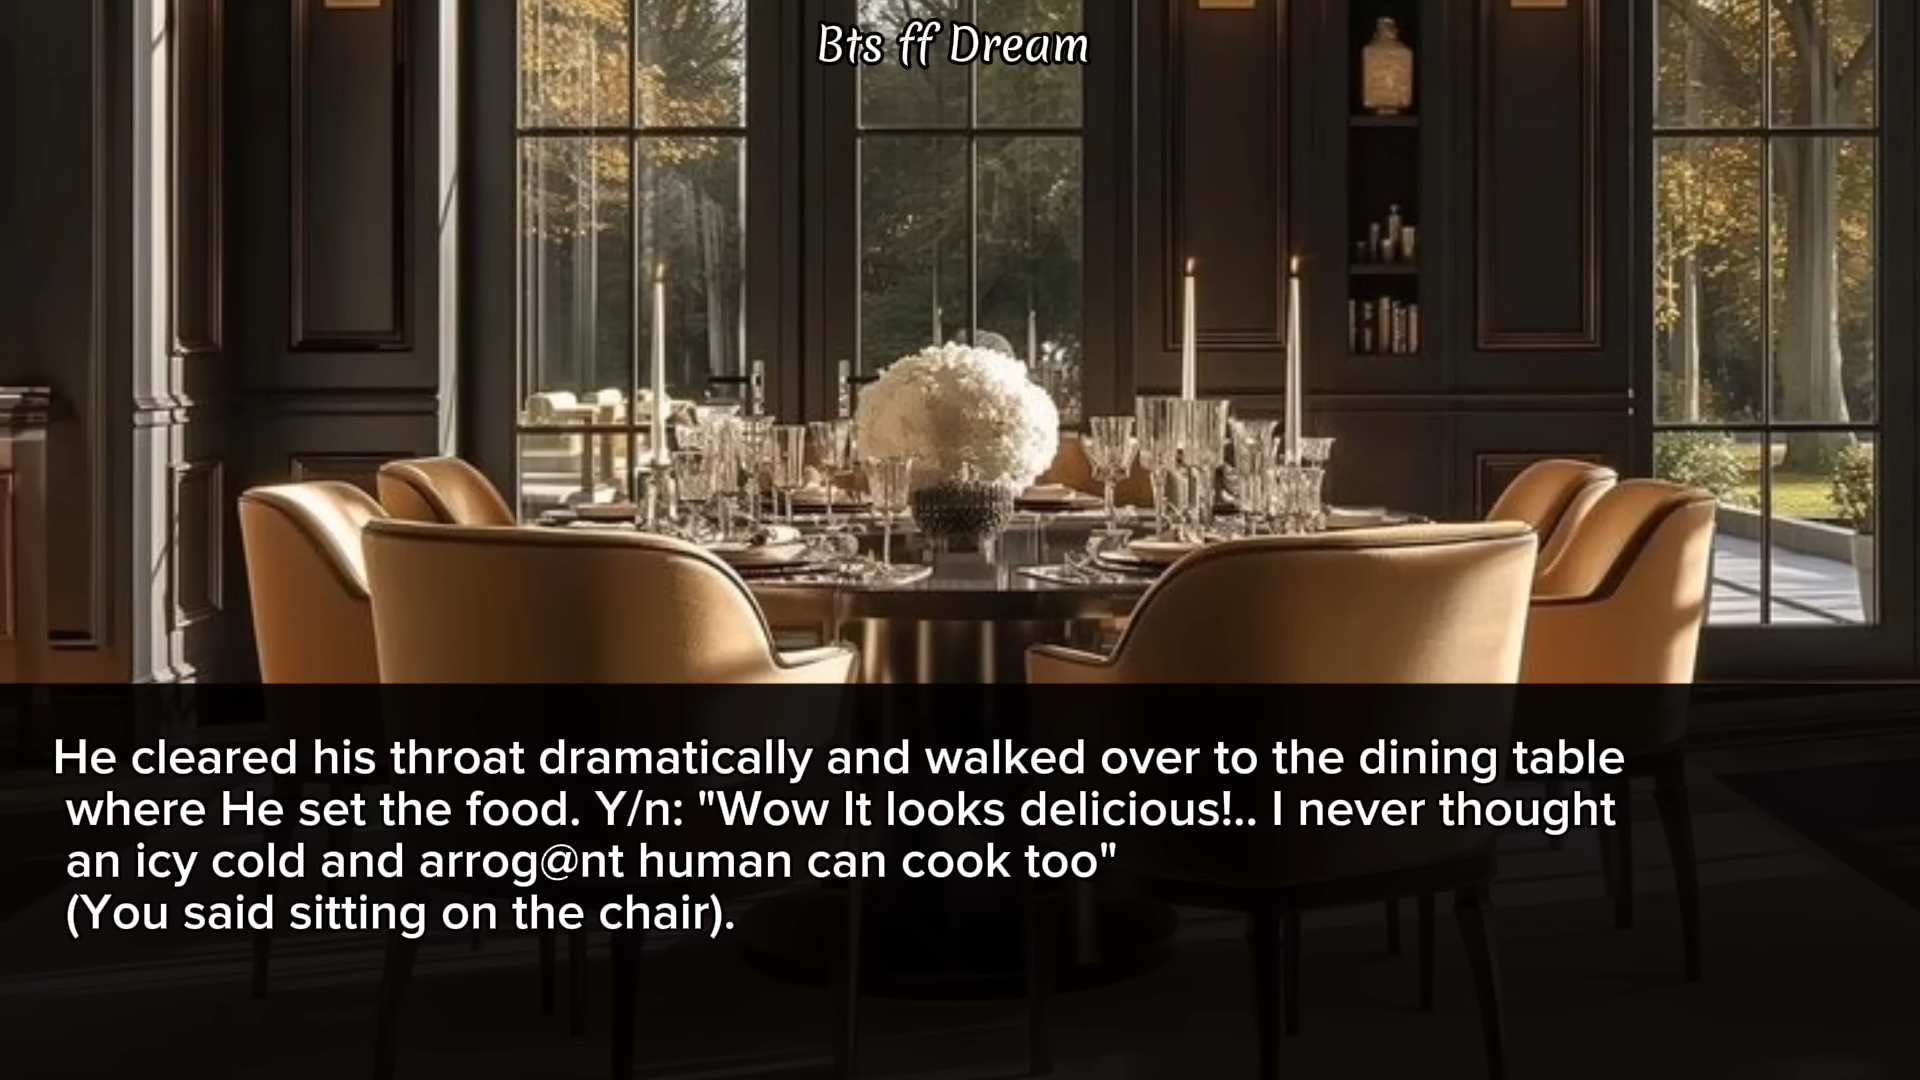 Bts ff Dream
He cleared his throat dramatically and walked over to the dining table
where He set the food. Y/n: "Wow It looks delicious!.. I never thought
an icy cold and arrog@nt human can cook too"
(You said sitting on the chair).